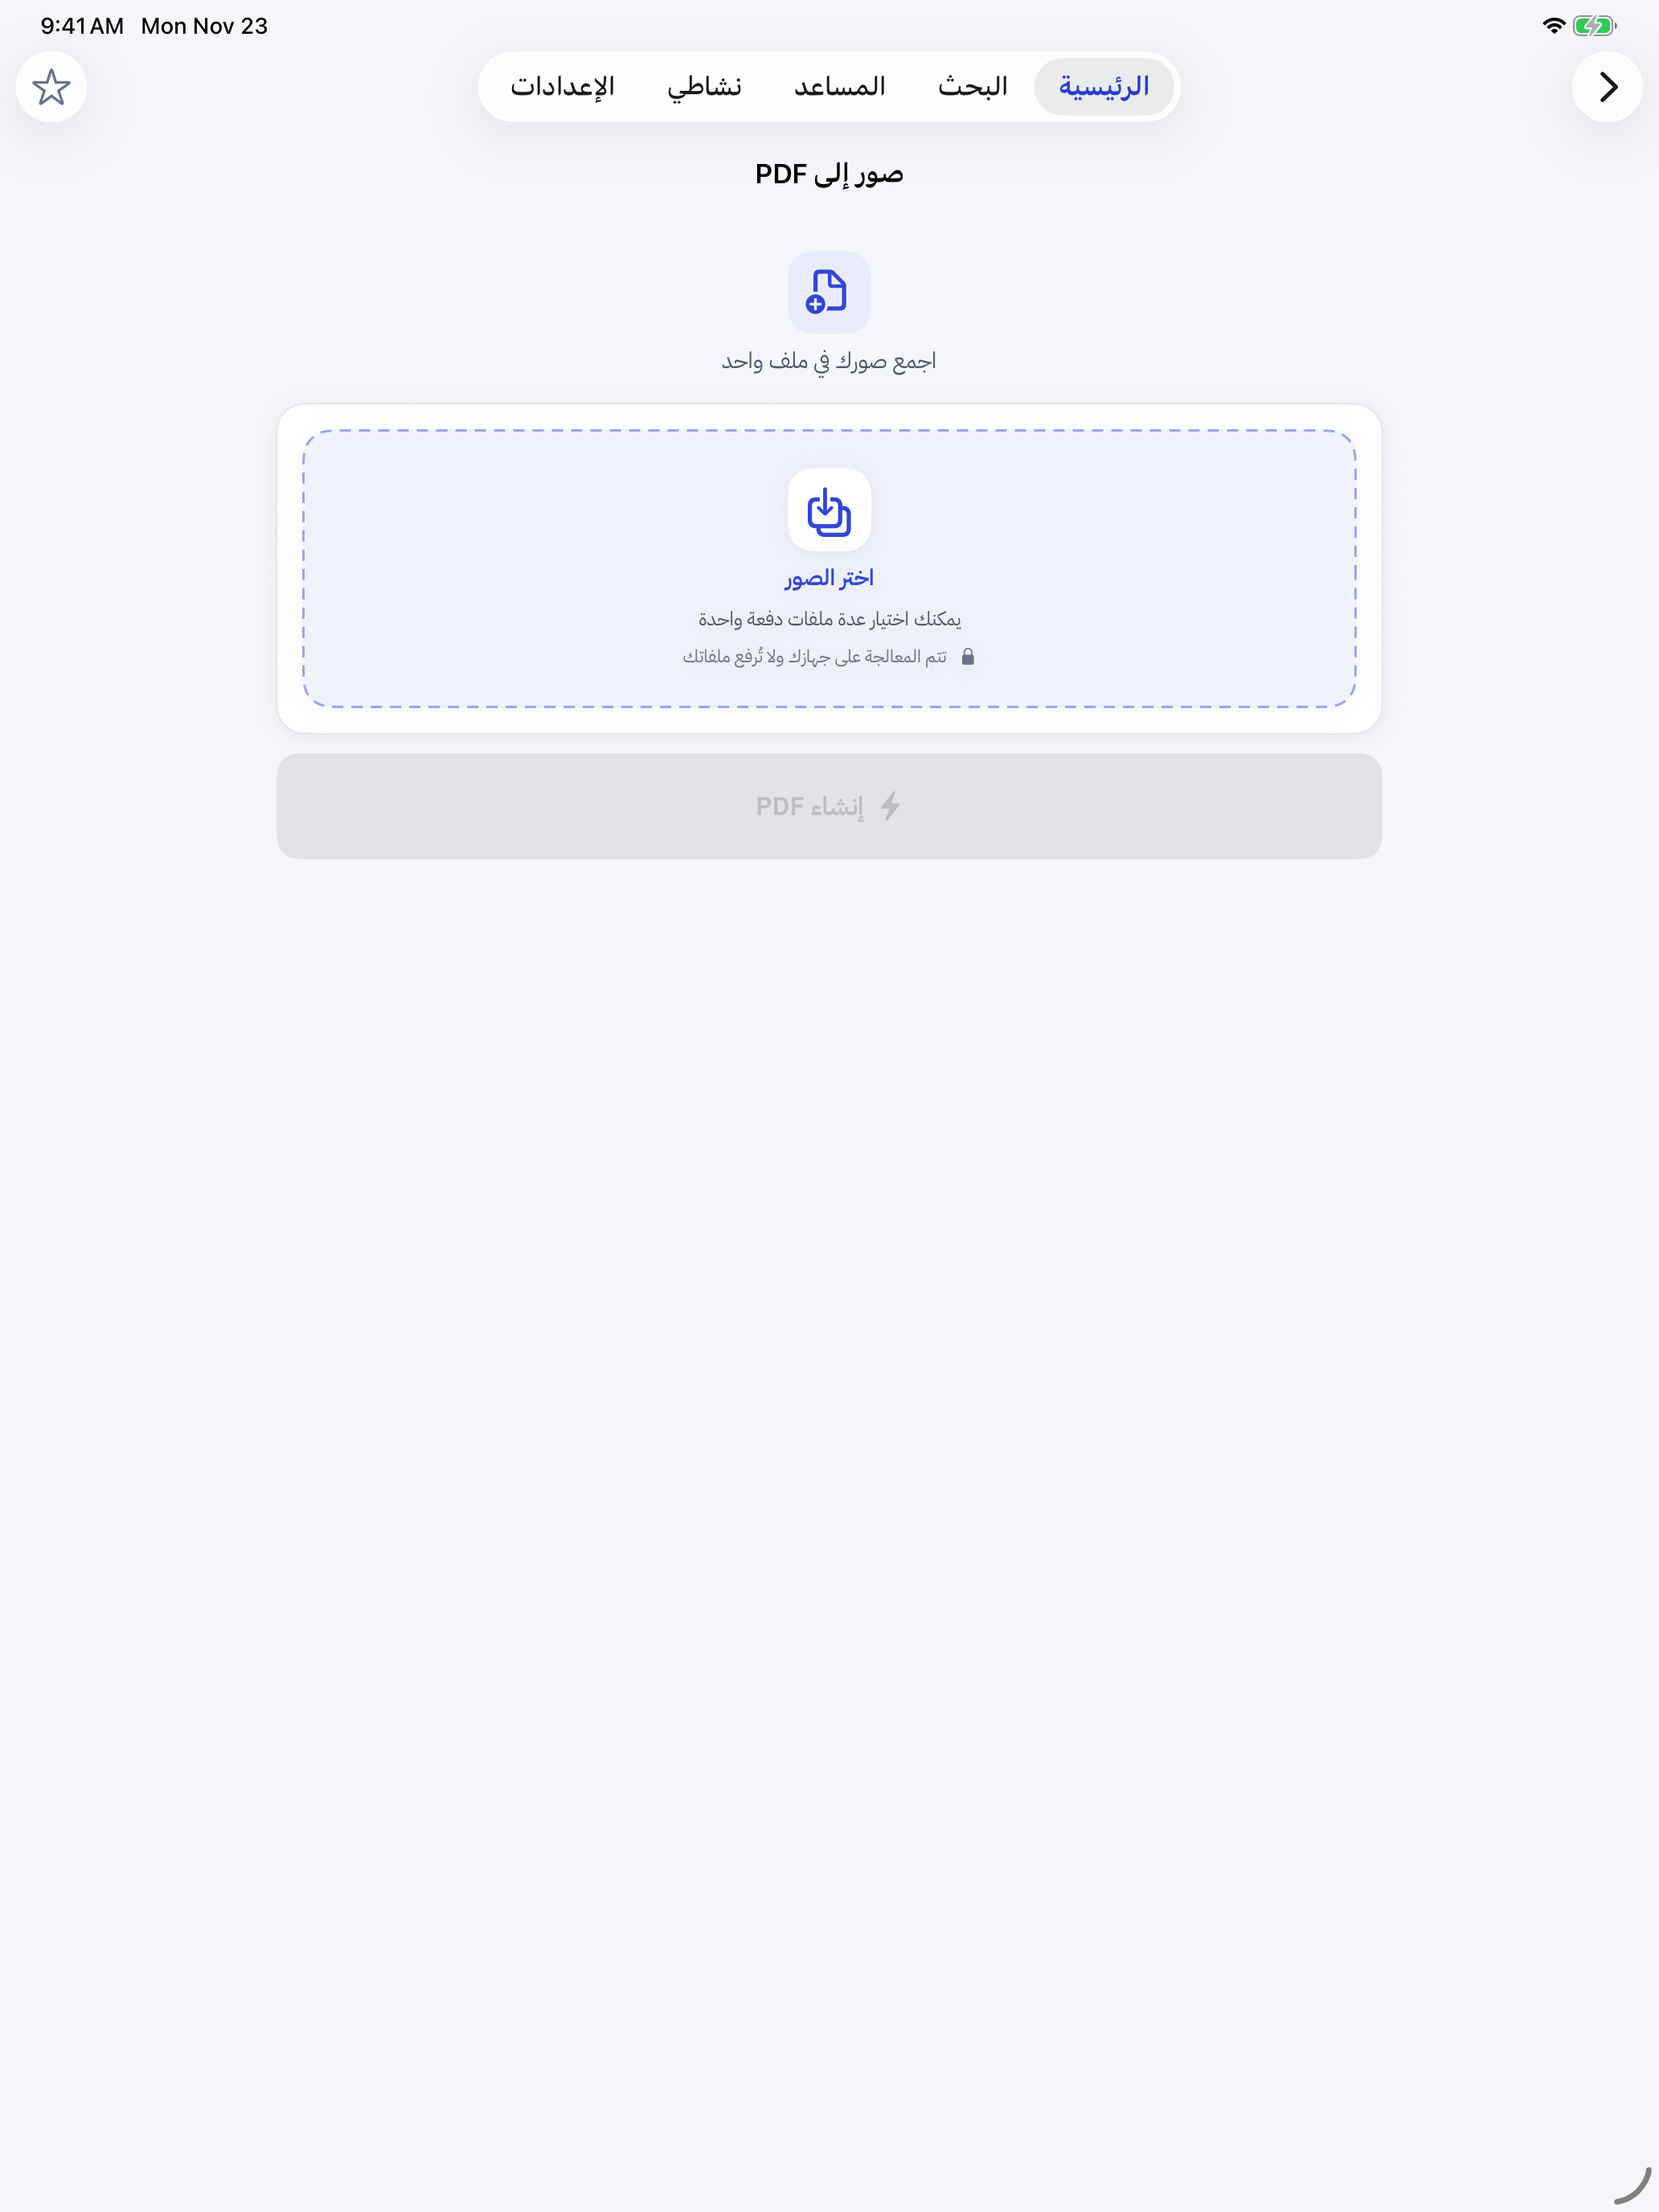 9:41 AM Mon Nov 23
الرئيسية البحث المساعد نشاطي الإعدادات
صور إلى PDF
اجمع صورك في ملف واحد
اختر الصور
يمكنك اختيار عدة ملفات دفعة واحدة
تتم المعالجة على جهازك ولا تُرفع ملفاتك
إنشاء PDF